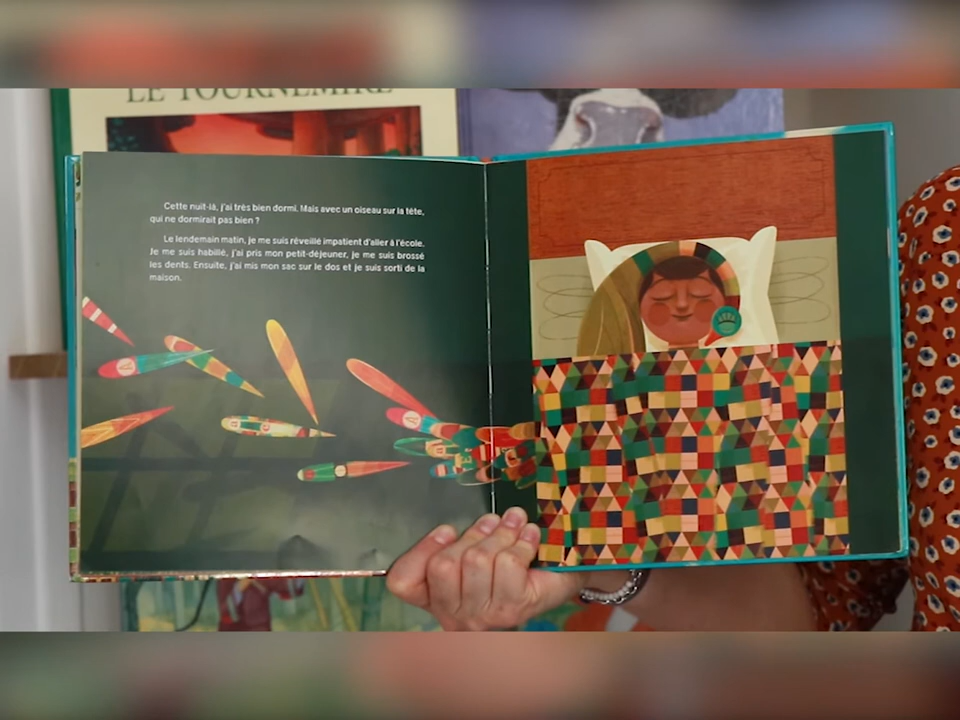 LE TOURNEMIRE
Cette nuit-là, j'ai très bien dormi. Mais avec un oiseau sur la tête,
qui ne dormirait pas bien ?
Le lendemain matin, je me suis réveillé impatient d'aller à l'école.
Je me suis habillé, j'ai pris mon petit-déjeuner, je me suis brossé
les dents. Ensuite, j'ai mis mon sac sur le dos et je suis sorti de la
maison.